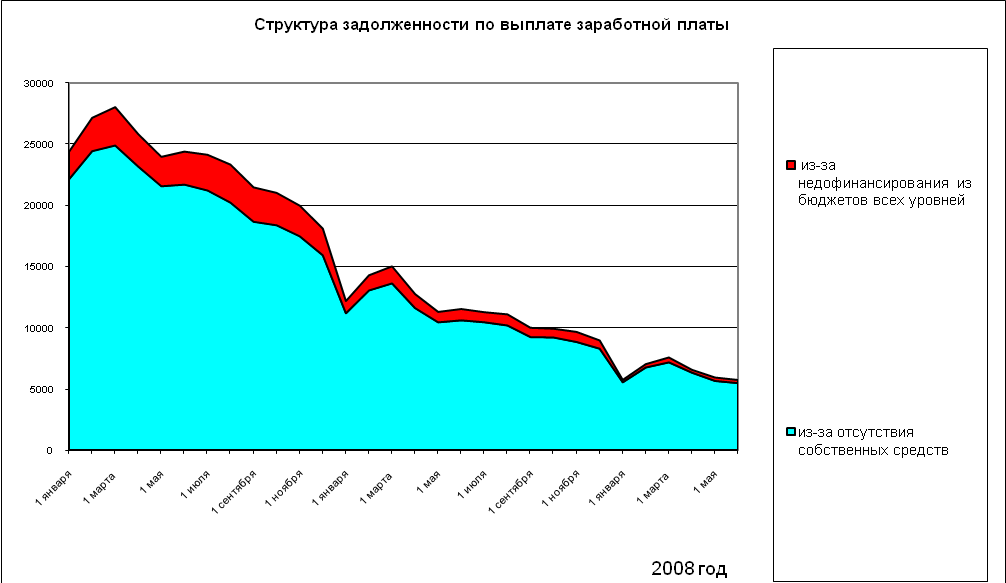 Структура задолженности по выплате заработной платы
30000
25000
20000
15000
10000
5000
0
1 января
1 марта
1 мая
1 июля
1 сентября
1 ноября
1 января
1 марта
1 мая
1 июля
1 сентября
1 ноября
1 января
1 марта
1 мая
2008 год
из-за
недофинансирования из
бюджетов всех уровней
из-за отсутствия
собственных средств